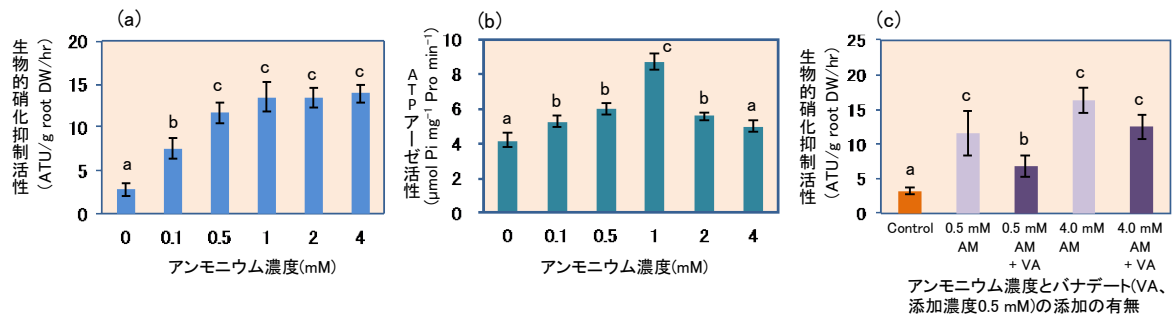 (a)
生物的硝化抑制活性
(ATU/g root DW/hr)
20
15
10
5
0
a
b
c
c
c
c
0
0.1
0.5
1
2
4
アンモニウム濃度(mM)
(b)
ATPアーゼ活性
(μmol Pi mg⁻¹ Pro min⁻¹)
10
8
6
4
2
0
a
b
b
c
b
a
0
0.1
0.5
1
2
4
アンモニウム濃度(mM)
(c)
生物的硝化抑制活性
(ATU/g root DW/hr)
25
20
15
10
5
0
a
c
b
c
c
Control
0.5 mM
AM
0.5 mM
AM
+ VA
4.0 mM
AM
4.0 mM
AM
+ VA
アンモニウム濃度とバナデート(VA、
添加濃度0.5 mM)の添加の有無